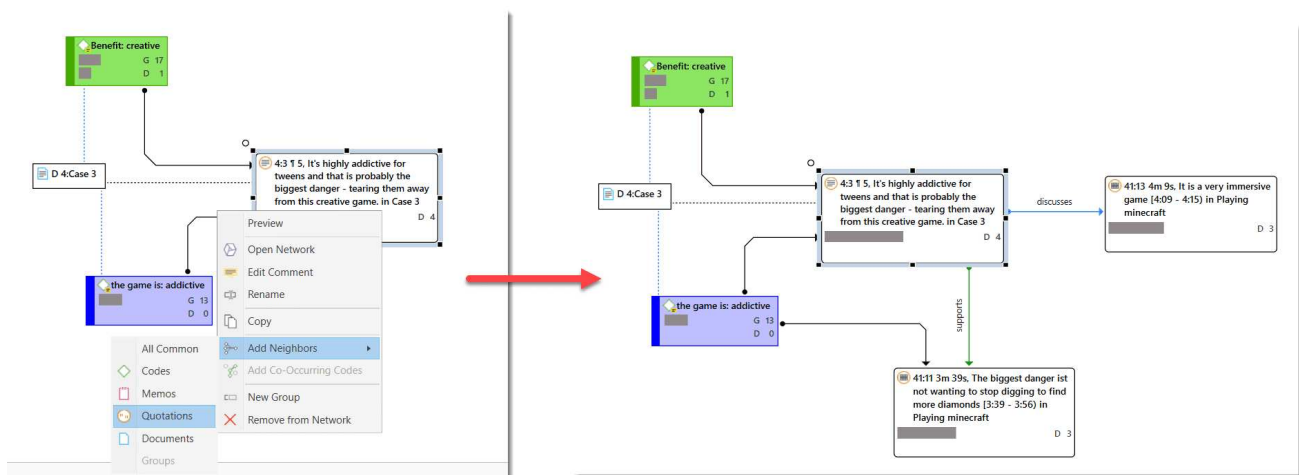 Benefit: creative
G 17
D 1
D 4:Case 3
4:3 ¶ 5, It's highly addictive for
tweens and that is probably the
biggest danger - tearing them away
from this creative game. in Case 3
D 4
the game is: addictive
G 13
D 0
Preview
Open Network
Edit Comment
Rename
Copy
Add Neighbors
Add Co-Occurring Codes
New Group
Remove from Network
All Common
Codes
Memos
Quotations
Documents
Groups
Benefit: creative
G 17
D 1
D 4:Case 3
4:3 ¶ 5, It's highly addictive for
tweens and that is probably the
biggest danger - tearing them away
from this creative game. in Case 3
D 4
discusses
41:13 4m 9s, It is a very immersive
game [4:09 - 4:15) in Playing
minecraft
D 3
the game is: addictive
G 13
D 0
supports
41:11 3m 39s, The biggest danger ist
not wanting to stop digging to find
more diamonds [3:39 - 3:56) in
Playing minecraft
D 3